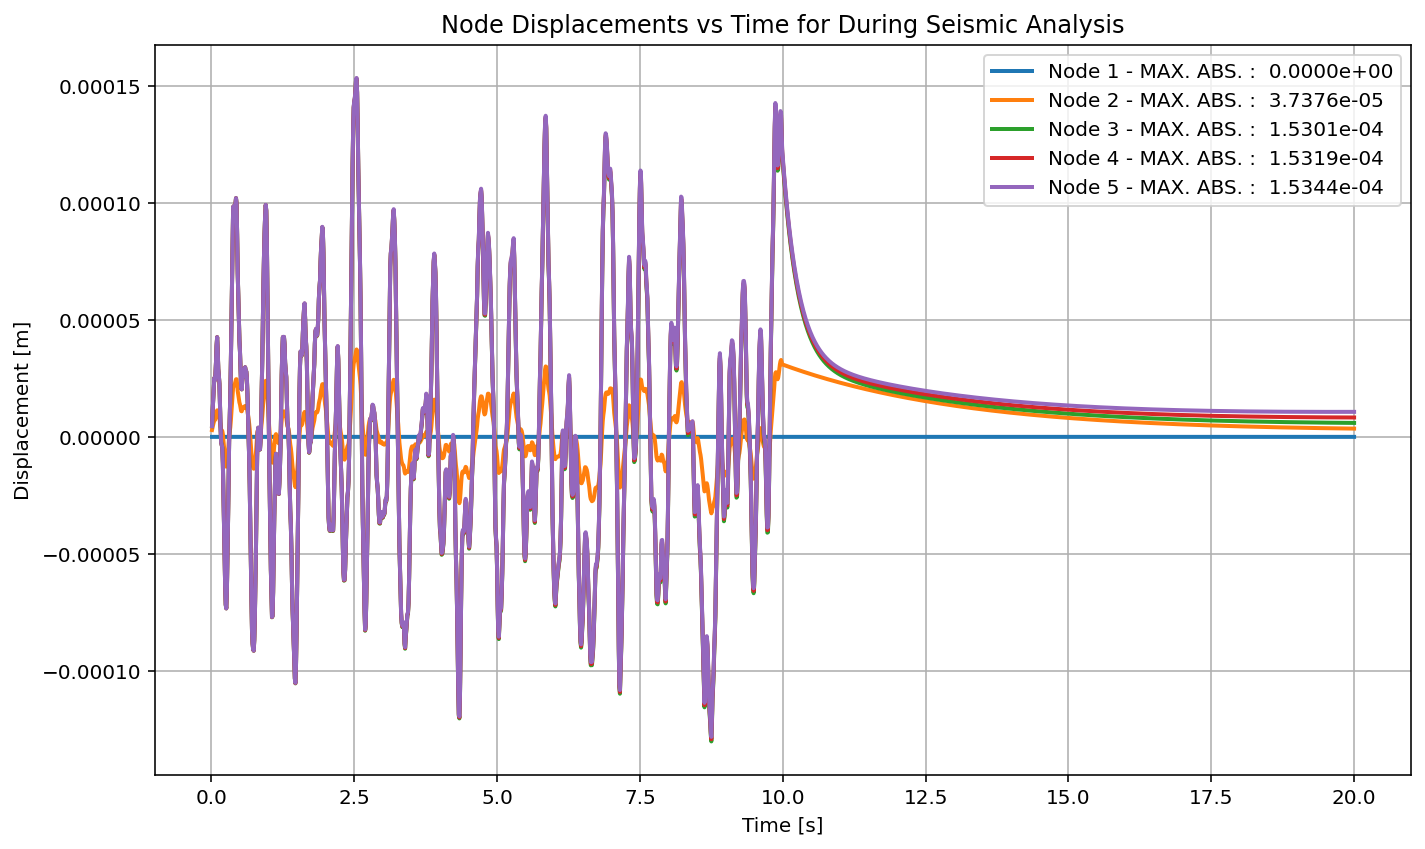 Node Displacements vs Time for During Seismic Analysis
Node 1 - MAX. ABS. :  0.0000e+00
Node 2 - MAX. ABS. :  3.7376e-05
Node 3 - MAX. ABS. :  1.5301e-04
Node 4 - MAX. ABS. :  1.5319e-04
Node 5 - MAX. ABS. :  1.5344e-04
Displacement [m]
0.00015
0.00010
0.00005
0.00000
−0.00005
−0.00010
0.0 2.5 5.0 7.5 10.0 12.5 15.0 17.5 20.0
Time [s]